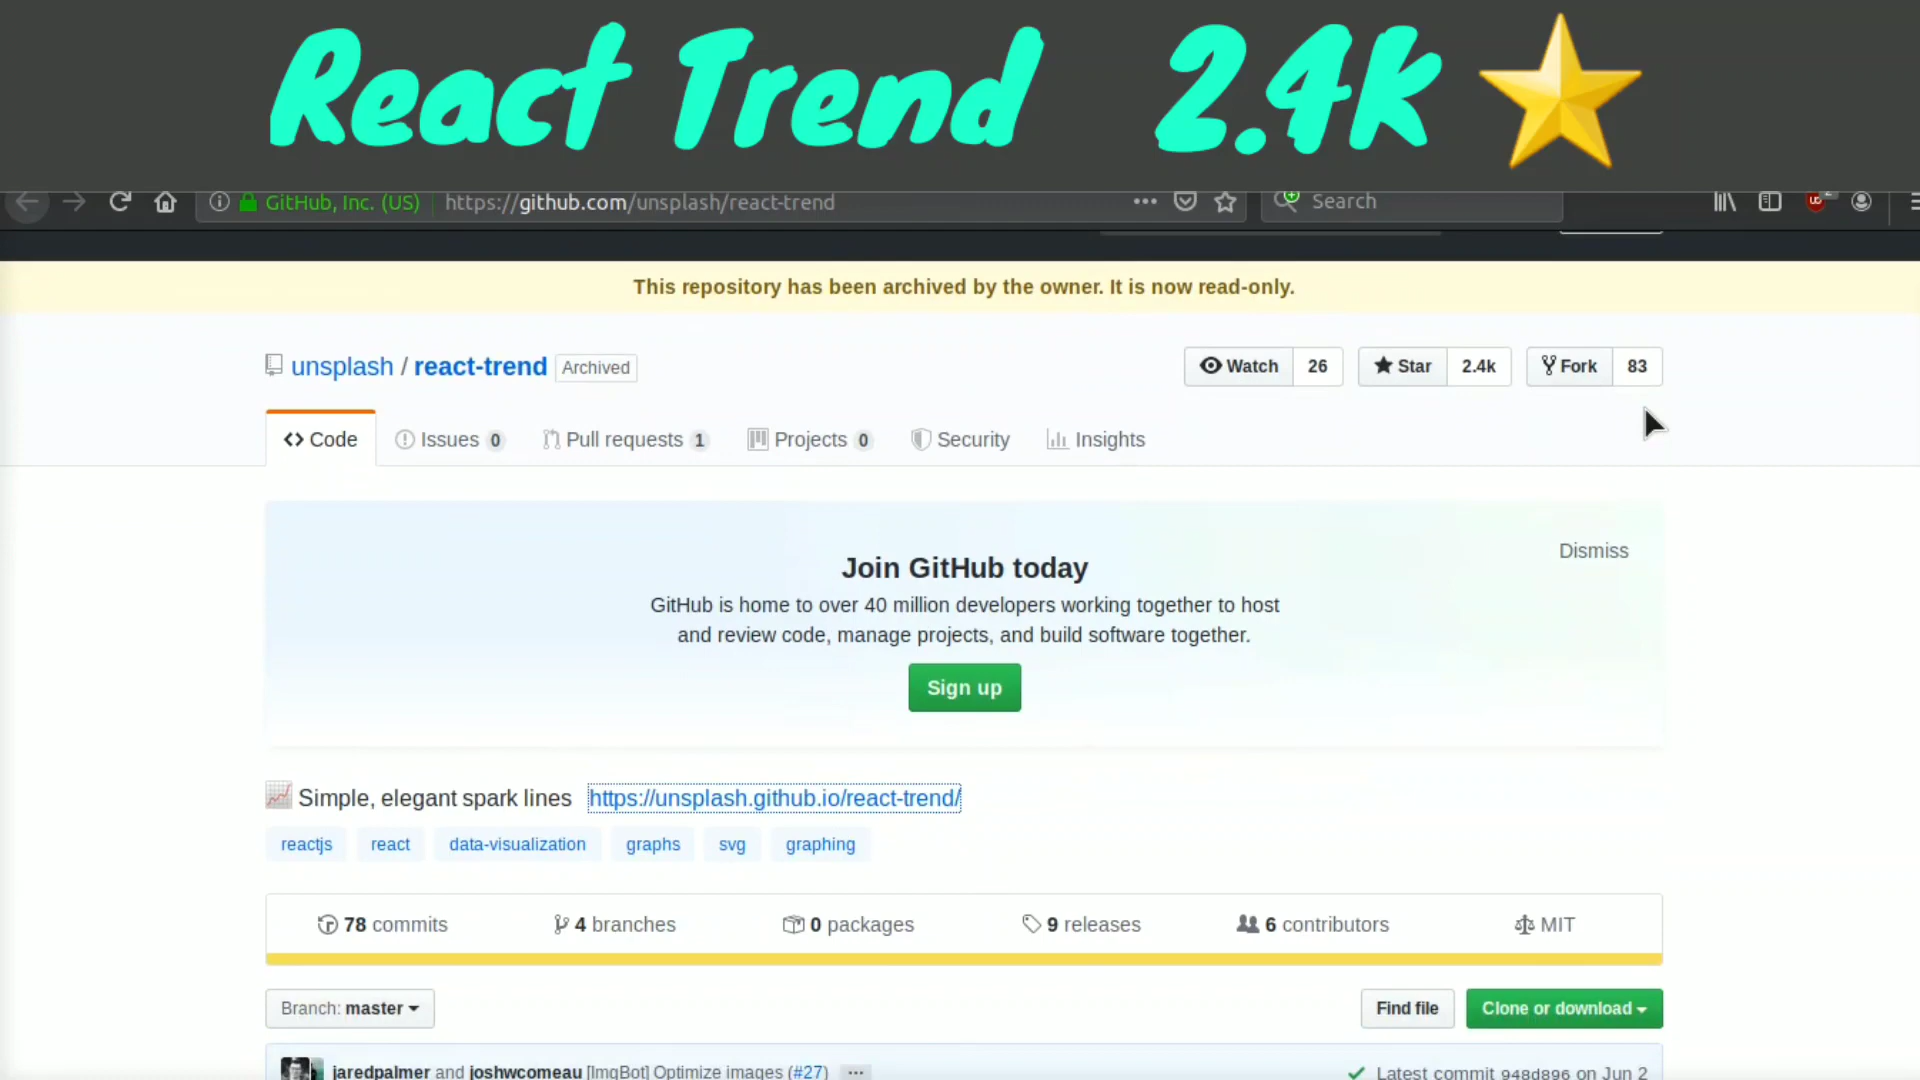 React Trend 2.4K
GitHub, Inc. (US) https://github.com/unsplash/react-trend ••• Search
This repository has been archived by the owner. It is now read-only.
unsplash / react-trend Archived Watch 26 Star 2.4k Fork 83
Code Issues 0 Pull requests 1 Projects 0 Security Insights
Dismiss
Join GitHub today
GitHub is home to over 40 million developers working together to host
and review code, manage projects, and build software together.
Sign up
Simple, elegant spark lines https://unsplash.github.io/react-trend/
reactjs react data-visualization graphs svg graphing
78 commits 4 branches 0 packages 9 releases 6 contributors MIT
Branch: master Find file Clone or download
jaredpalmer and joshwcomeau [ImgBot] Optimize images (#27) ... Latest commit 948d896 on Jun 2